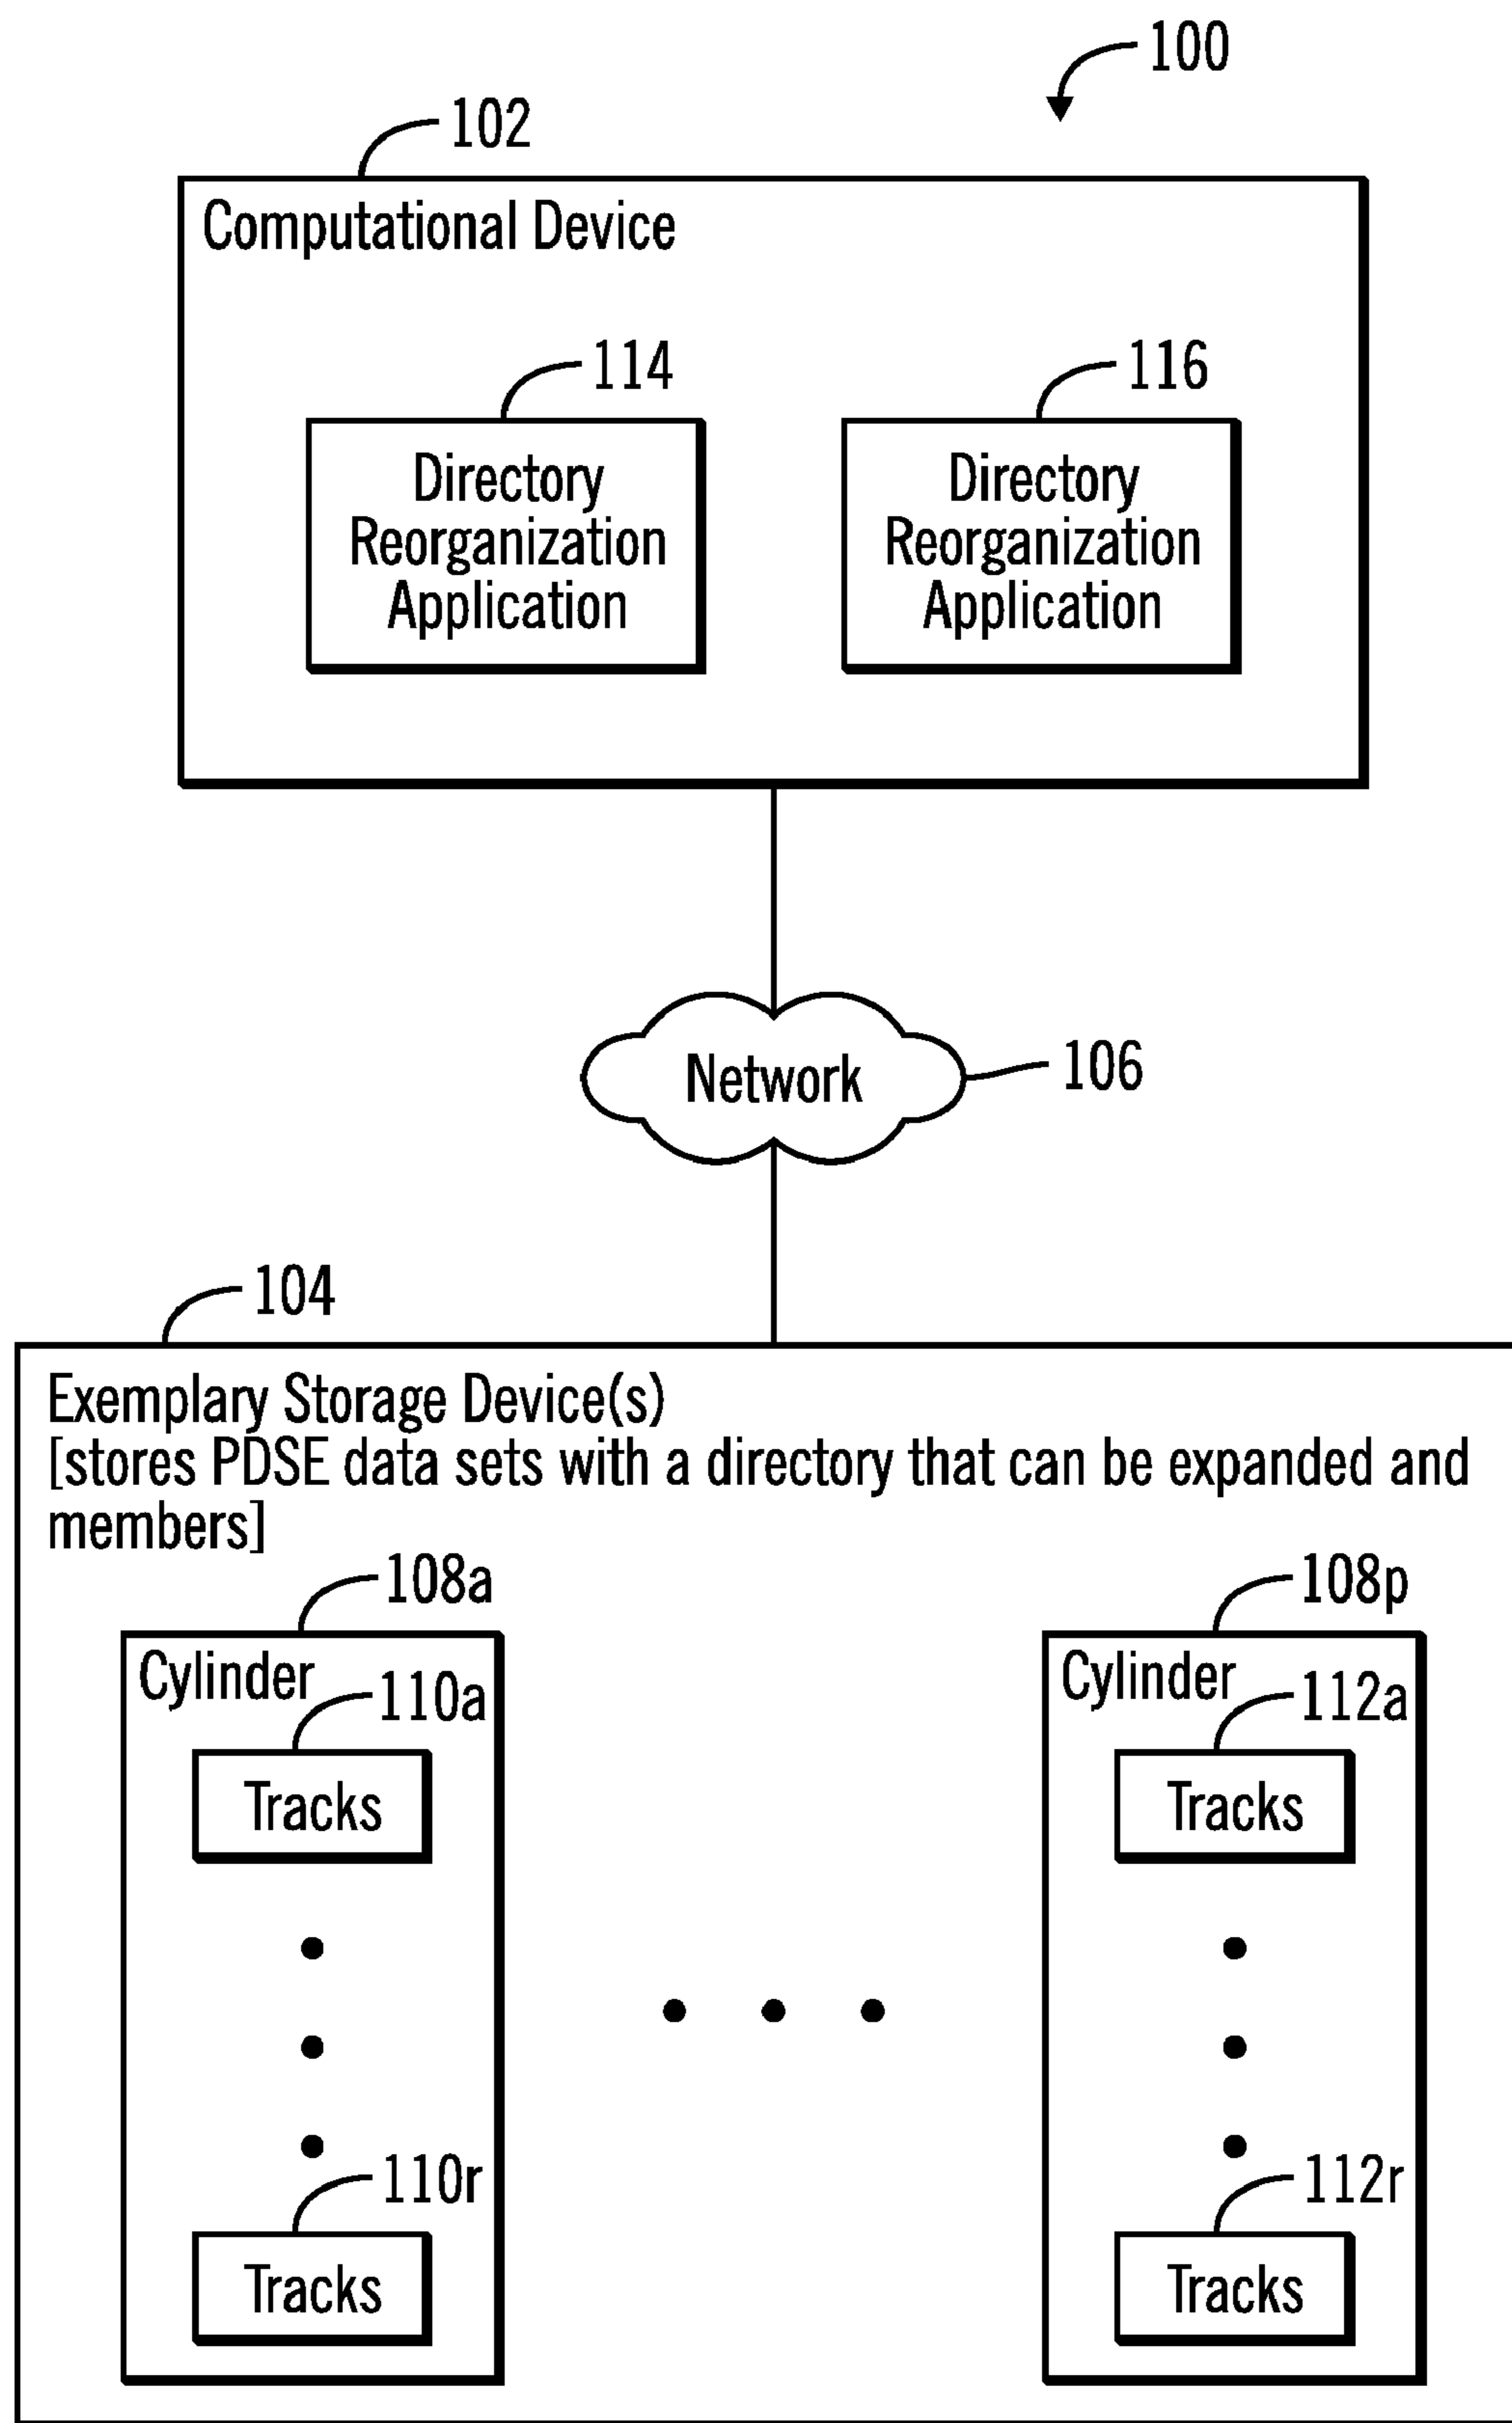 100
102
Computational Device
114
116
Directory
Reorganization
Application
Directory
Reorganization
Application
Network
106
104
Exemplary Storage Device(s)
[stores PDSE data sets with a directory that can be expanded and
members]
108a
108p
Cylinder
Cylinder
110a
112a
Tracks
Tracks
110r
112r
Tracks
Tracks